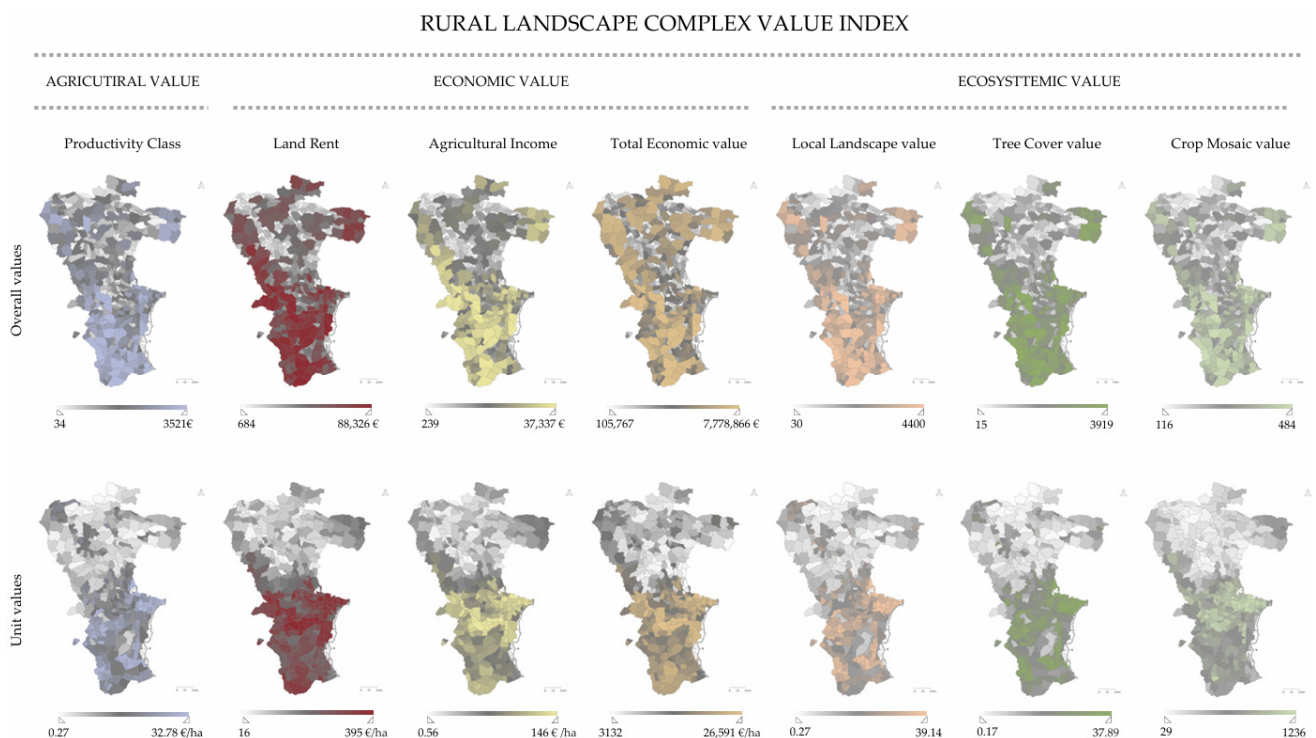 RURAL LANDSCAPE COMPLEX VALUE INDEX
AGRICUTIRAL VALUE
ECONOMIC VALUE
ECOSYSTTEMIC VALUE
Productivity Class
Land Rent
Agricultural Income
Total Economic value
Local Landscape value
Tree Cover value
Crop Mosaic value
Overall values
34 3521€
684 88,326 €
239 37,337 €
105,767 7,778,866 €
30 4400
15 3919
116 484
Unit values
0.27 32.78 €/ha
16 395 €/ha
0.56 146 € /ha
3132 26,591 €/ha
0.27 39.14
0.17 37.89
29 1236